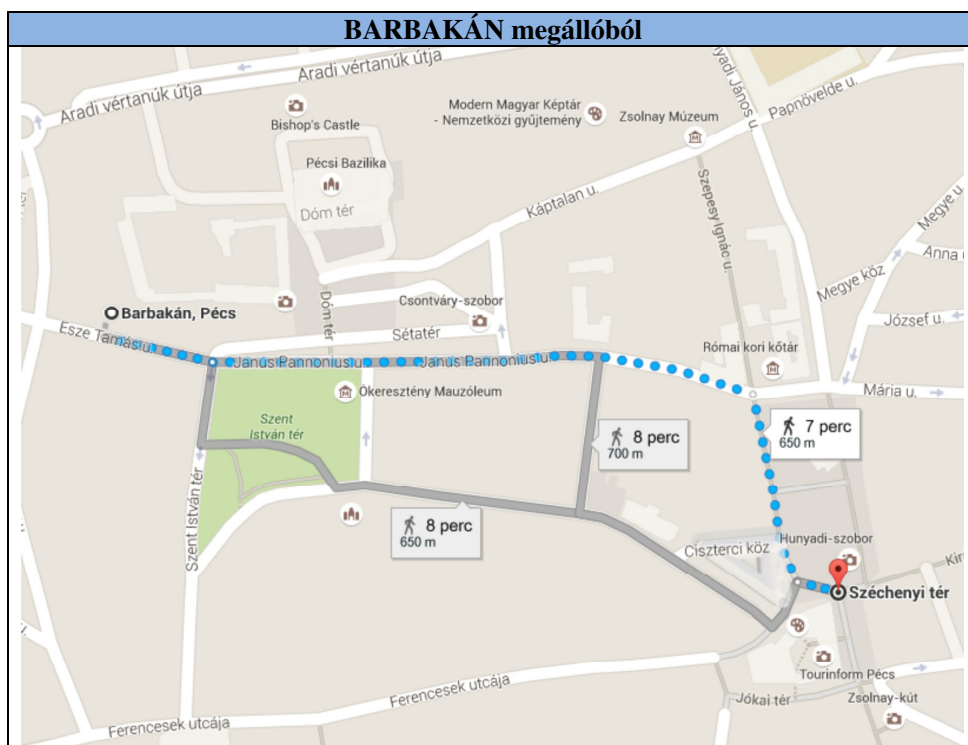 BARBAKÁN megállóból
Aradi vértanúk útja
Aradi vértanúk útja
yadi János u.
Papnövelde u.
Bishop's Castle
Modern Magyar Képtár
- Nemzetközi gyűjtemény
Zsolnay Múzeum
Pécsi Bazilika
Dóm tér
Káptalan u.
Szepesy Ignác u.
Megye u.
Anna u
Megye köz
József u.
Barbakán, Pécs
Esze Tamás u.
Dóm tér
Csontváry-szobor
Sétatér
Janus Pannonius u.
Janus Pannonius u.
Római kori kőtár
Mária u.
Ókeresztény Mauzóleum
Szent
István tér
8 perc
700 m
7 perc
650 m
Szent István tér
8 perc
650 m
Ciszterci köz
Hunyadi-szobor
Kir
Széchenyi tér
Tourinform Pécs
Ferencesek utcája
Ferencesek utcája
Jókai tér
Zsolnay-kút